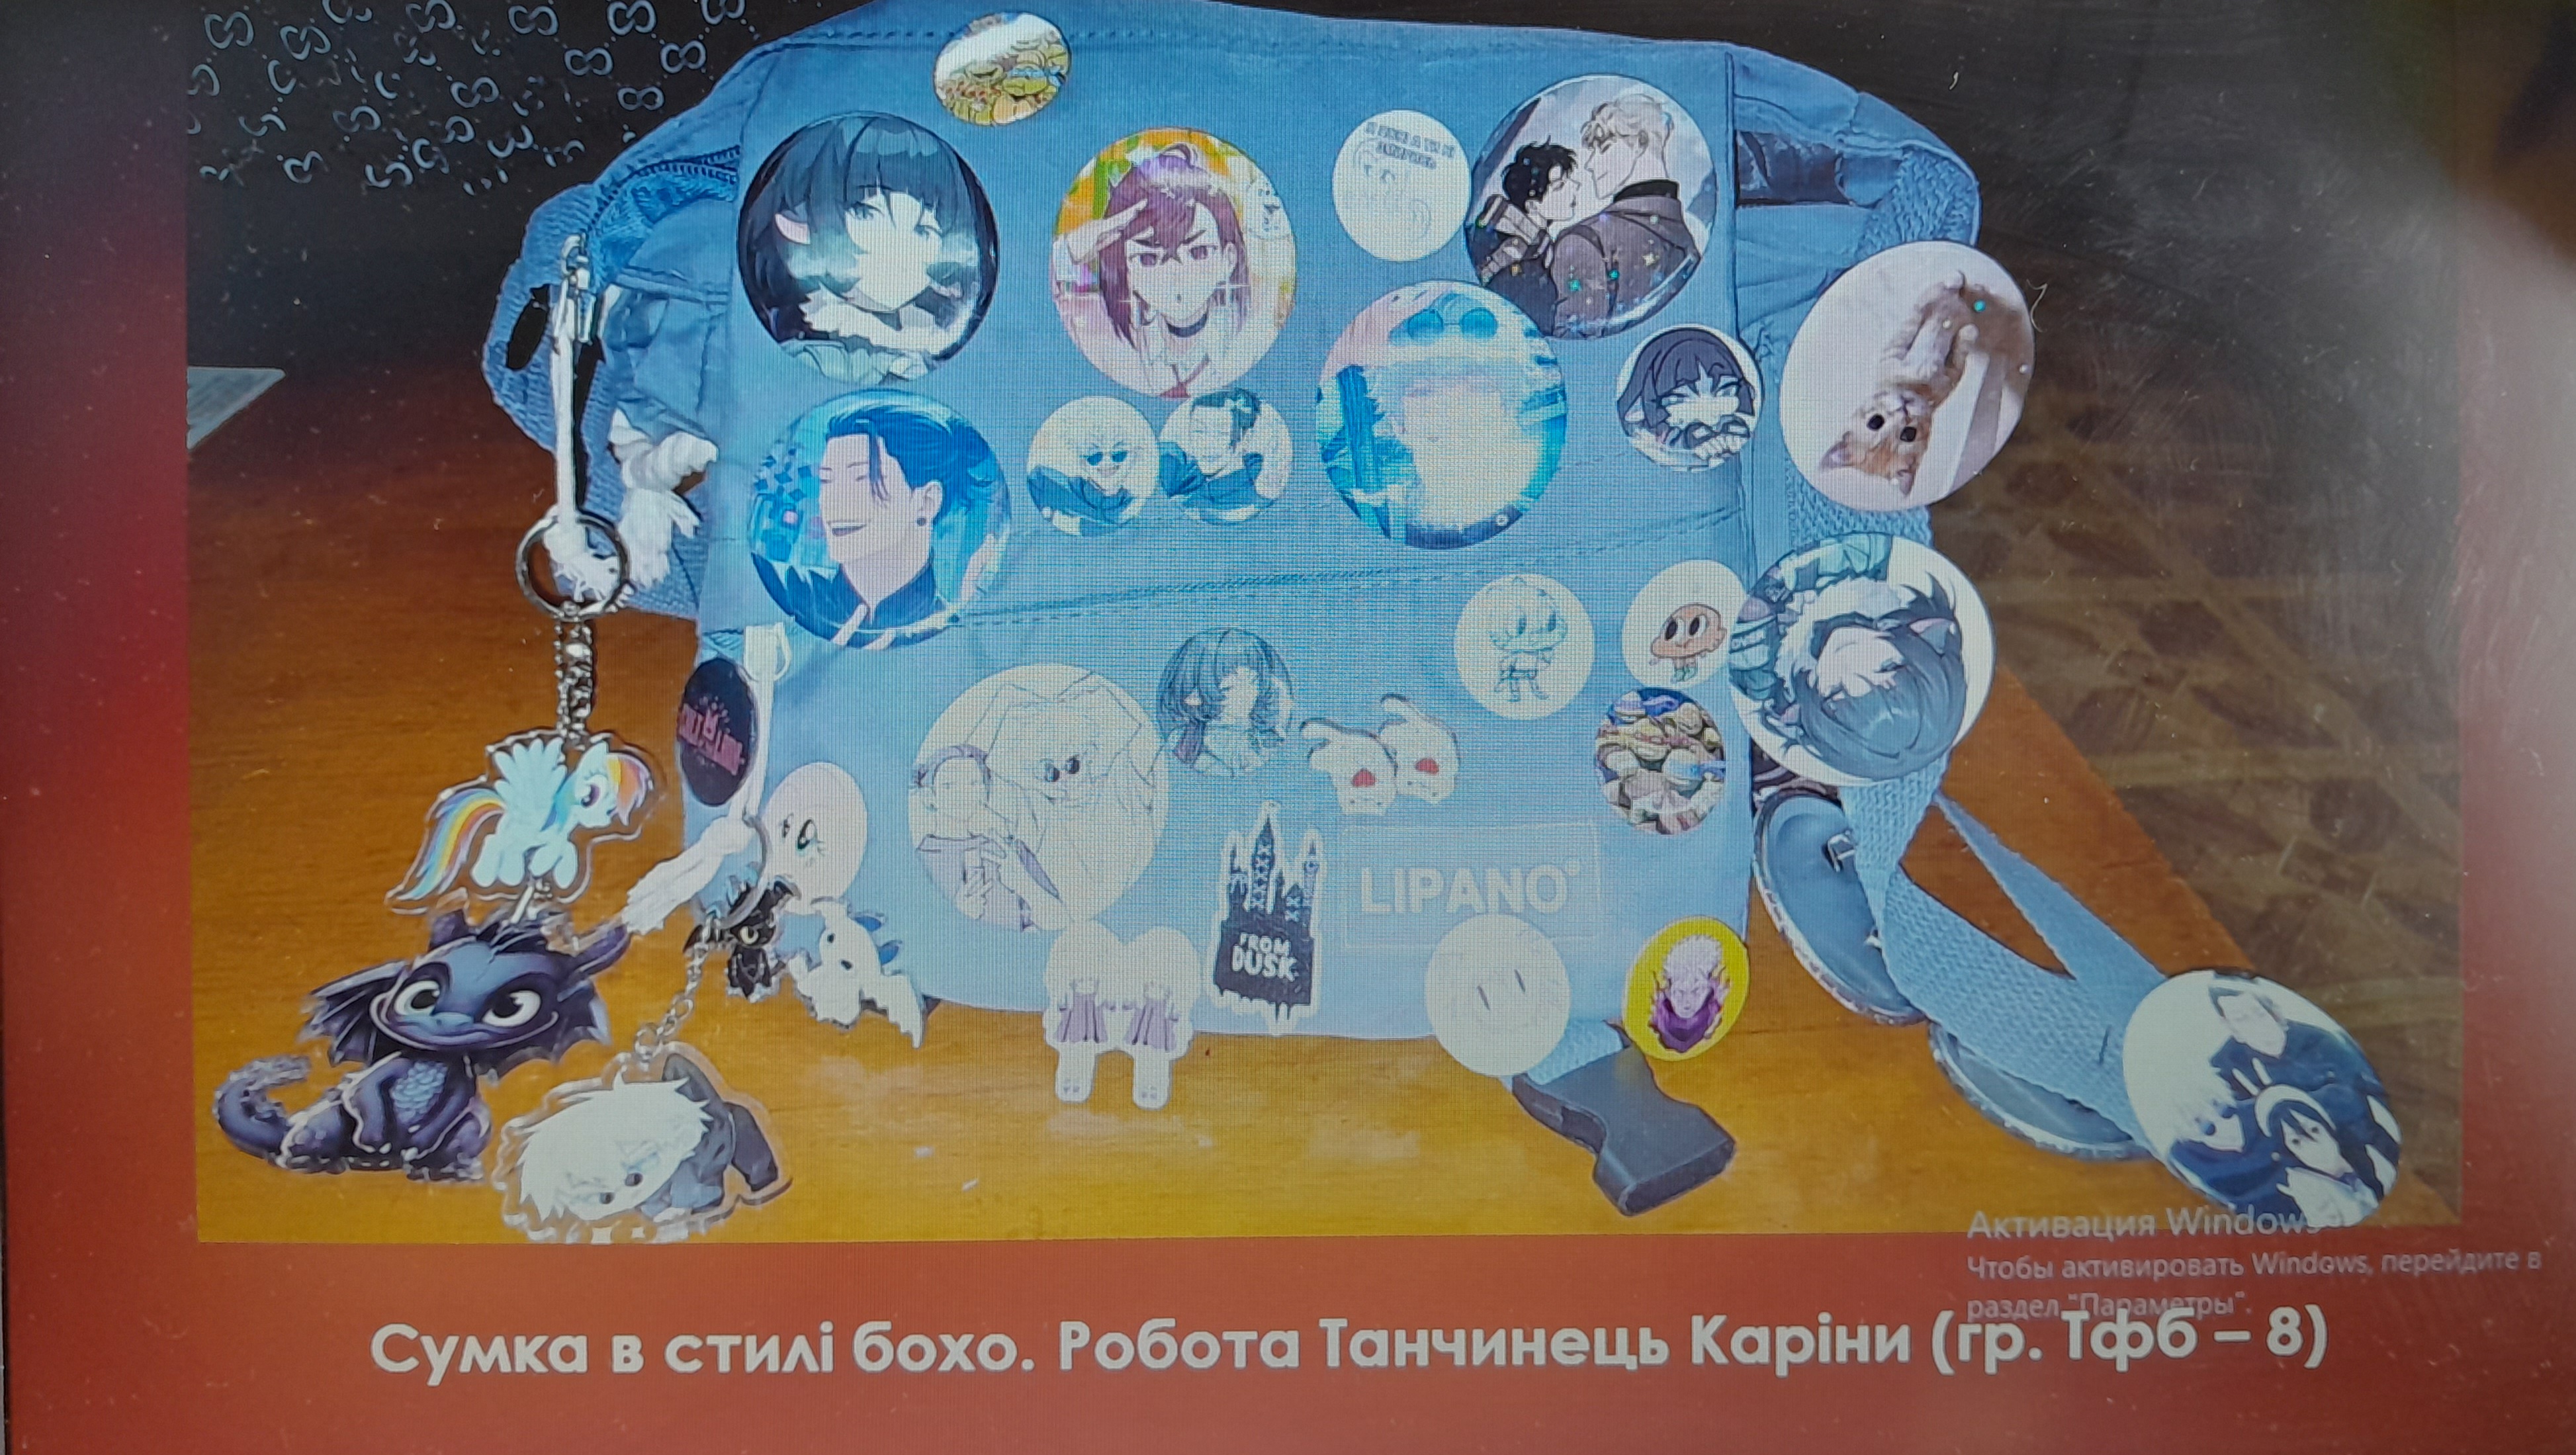 LIPANO
FROM
DUSK
Активация Windows
Чтобы активировать Windows, перейдите в
раздел "Параметры".
Сумка в стилі бохо. Робота Танчинець Каріни (гр. Тфб – 8)